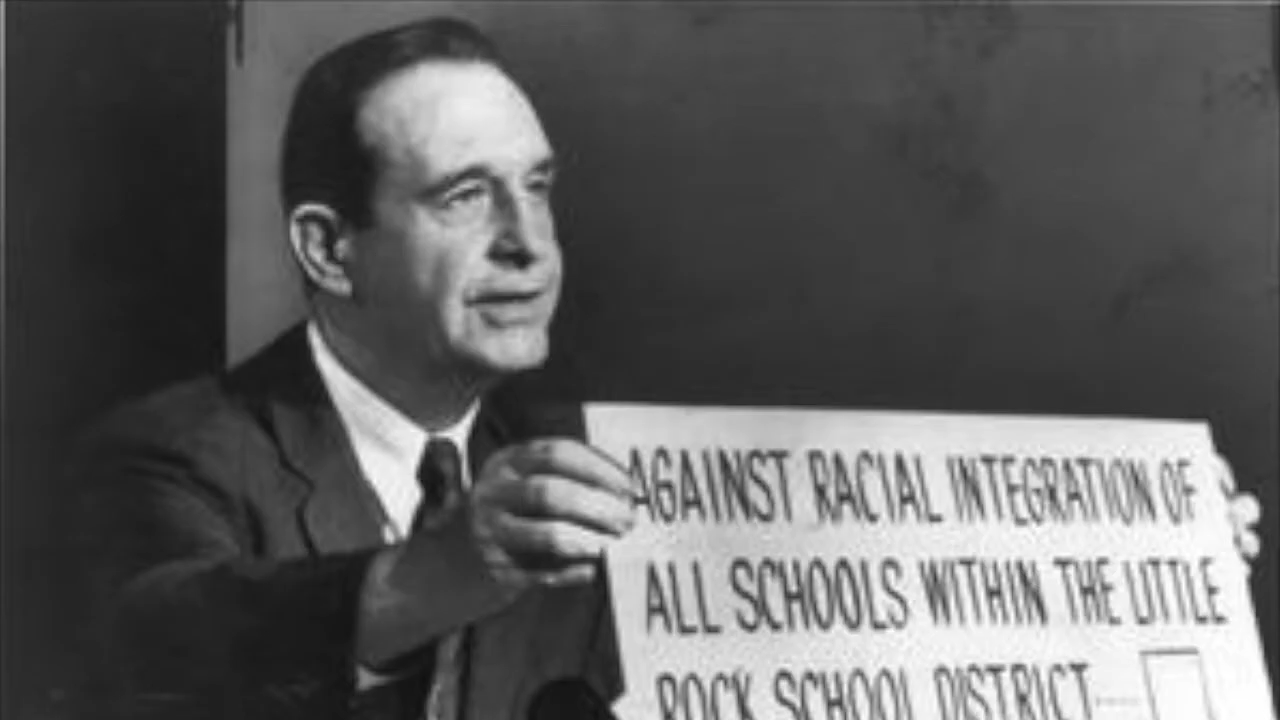 AGAINST RACIAL INTEGRATION OF
ALL SCHOOLS WITHIN THE LITTLE
ROCK SCHOOL DISTRICT